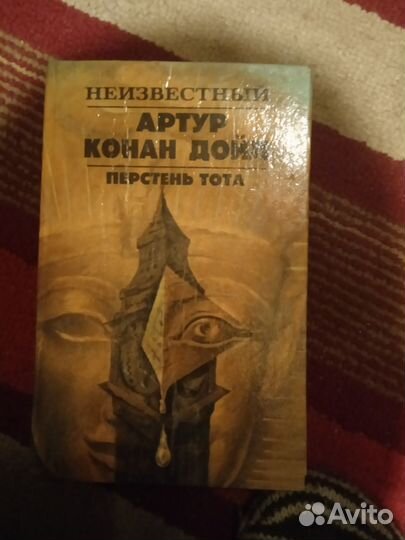 НЕИЗВЕСТНЫЙ
АРТУР
КОНАН ДОЙЛ
ПЕРСТЕНЬ ТОТА
Avito